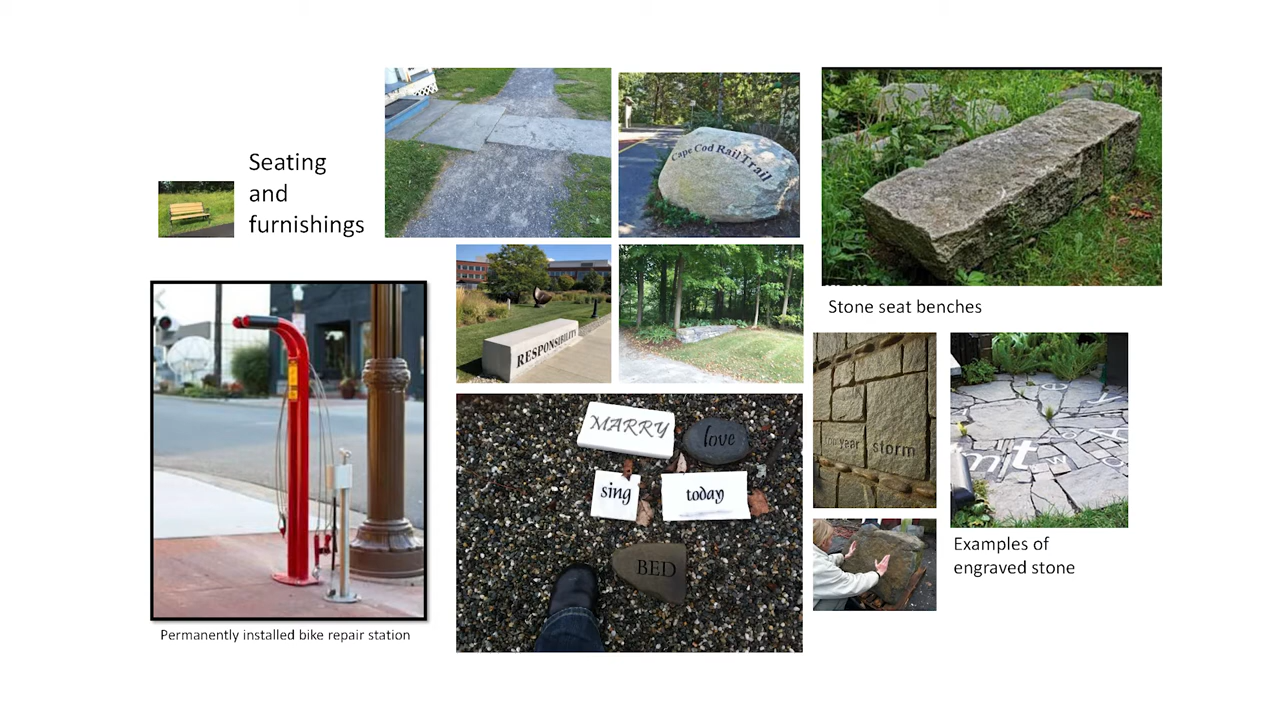 Seating
and
furnishings
Cape Cod Rail Trail
Stone seat benches
RESPONSIBILITY
MARRY
love
sing
today
BED
year storm
Examples of
engraved stone
Permanently installed bike repair station